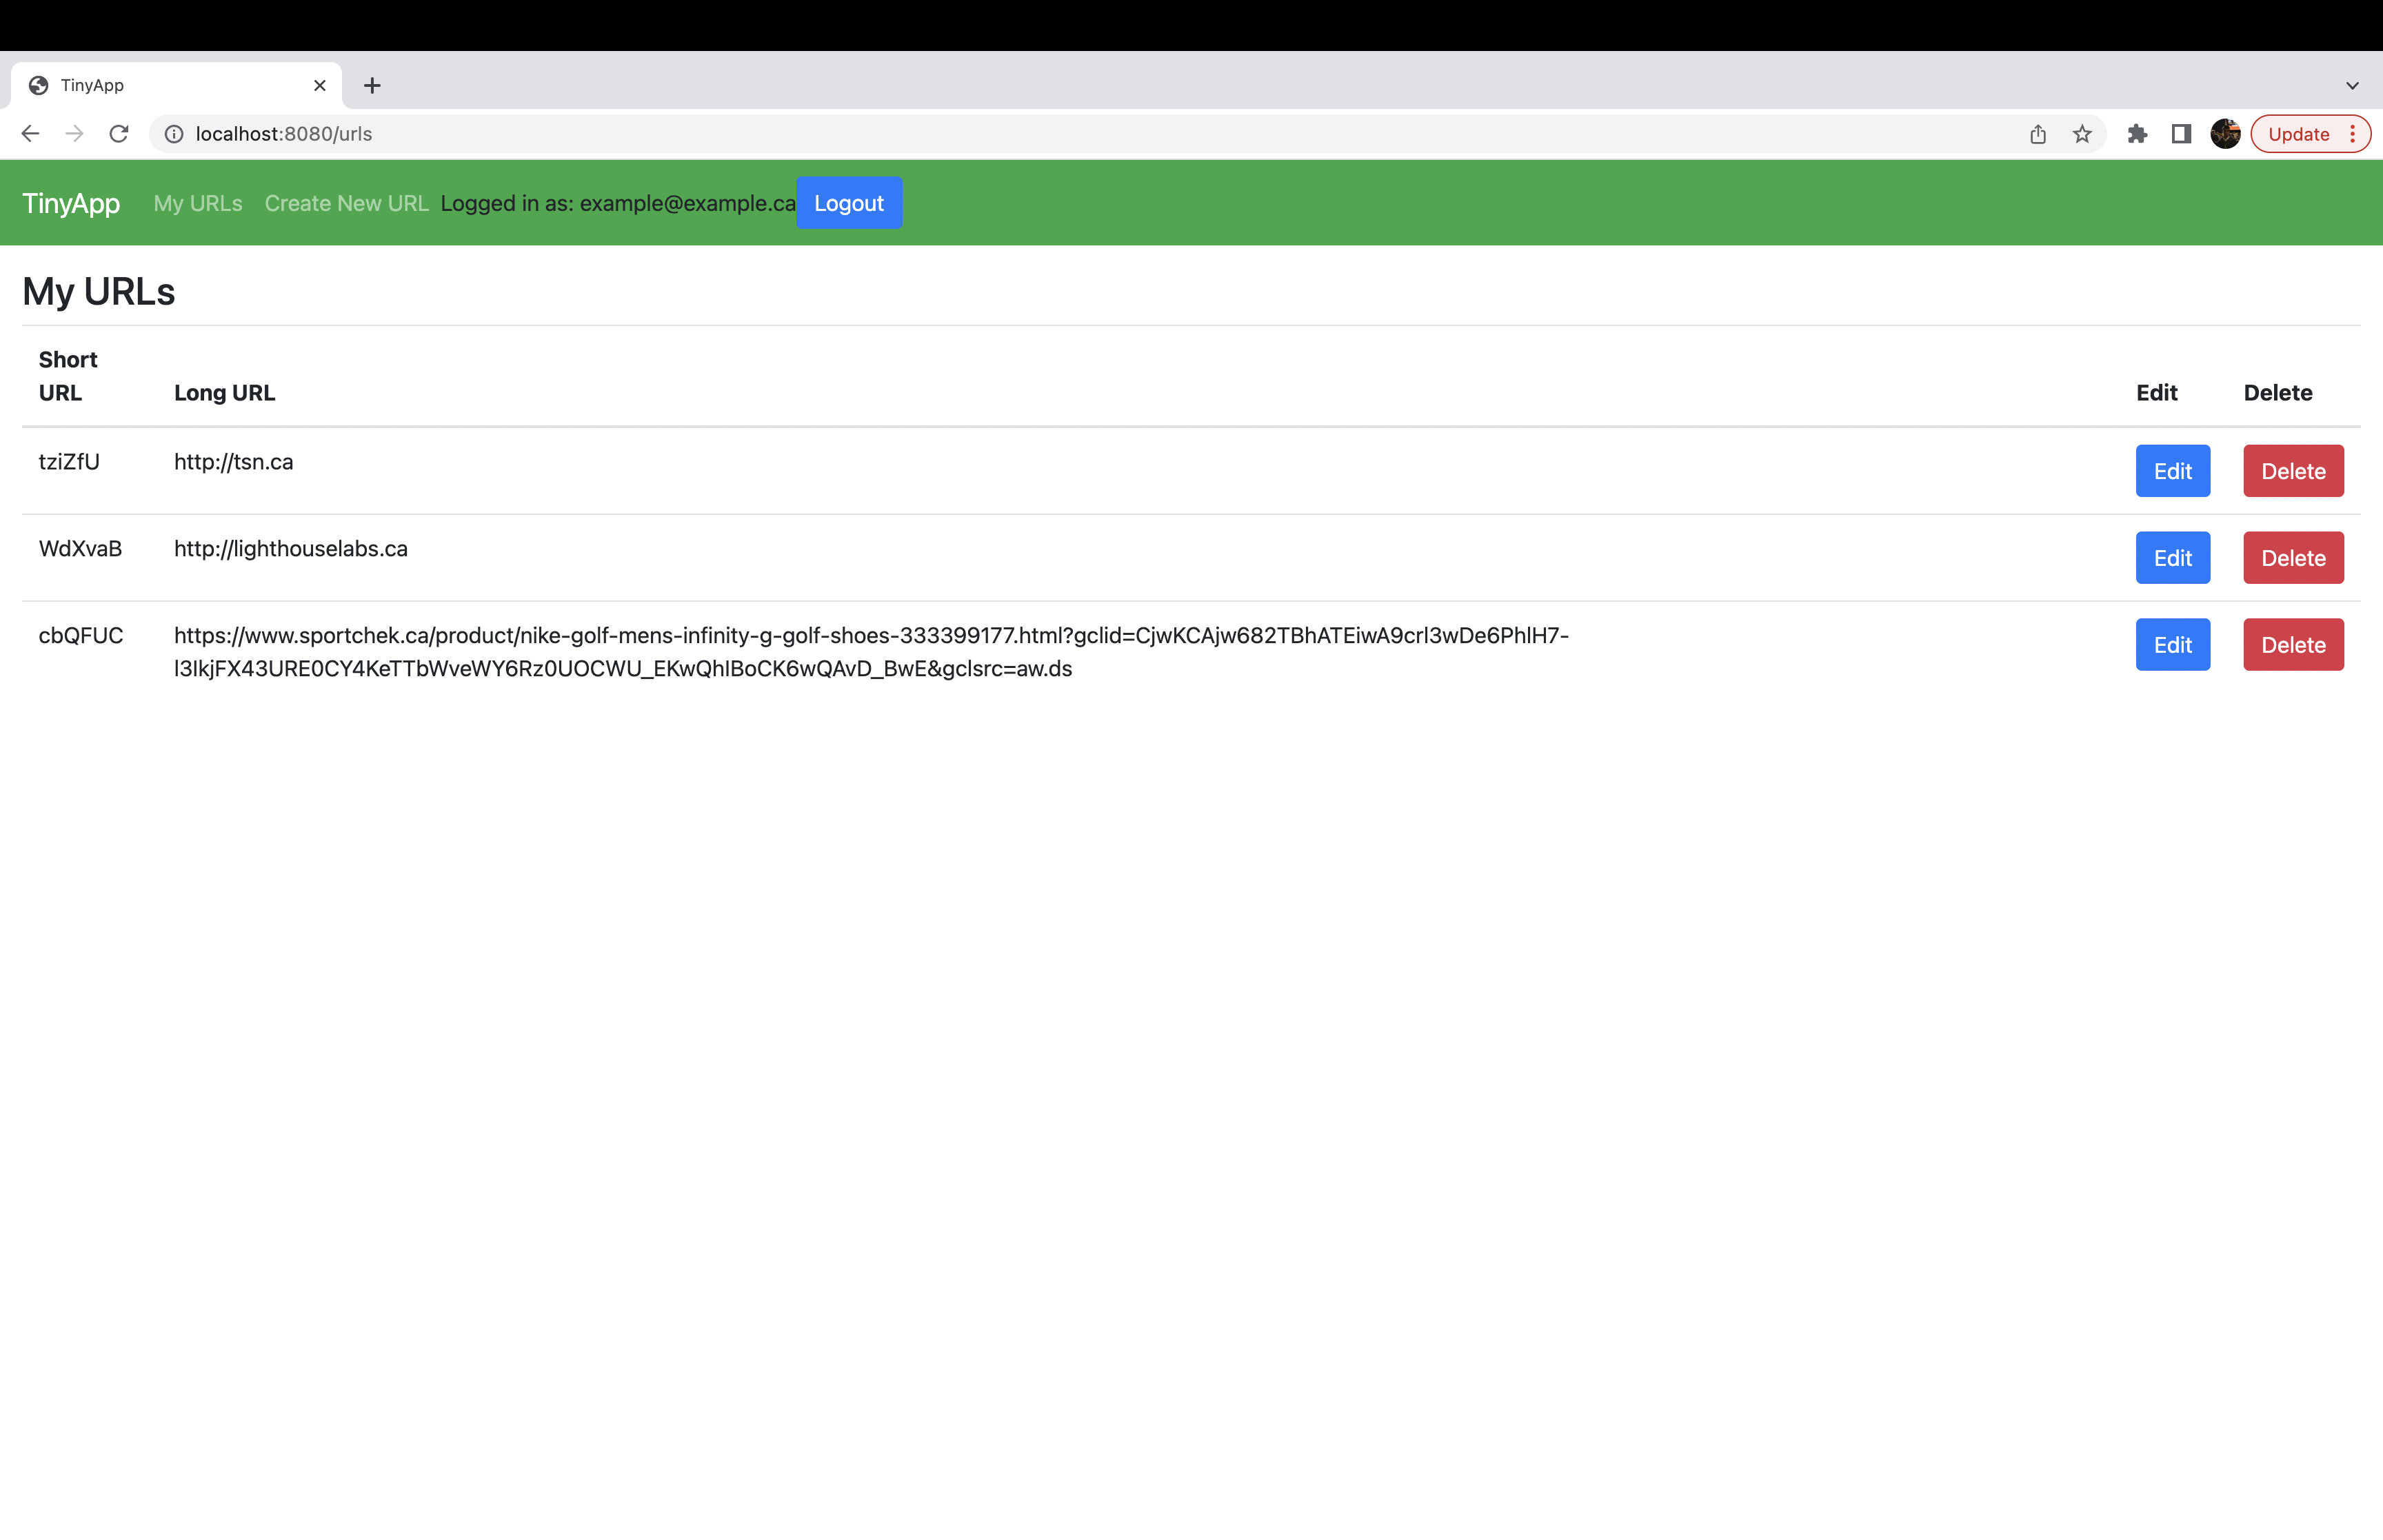 TinyApp
localhost:8080/urls
Update
TinyApp My URLs Create New URL Logged in as: example@example.ca Logout
My URLs
Short
URL Long URL Edit Delete
tziZfU http://tsn.ca Edit Delete
WdXvaB http://lighthouselabs.ca Edit Delete
cbQFUC https://www.sportchek.ca/product/nike-golf-mens-infinity-g-golf-shoes-333399177.html?gclid=CjwKCAjw682TBhATEiwA9crl3wDe6PhlH7- Edit Delete
l3IkjFX43URE0CY4KeTTbWveWY6Rz0UOCWU_EKwQhIBoCK6wQAvD_BwE&gclsrc=aw.ds